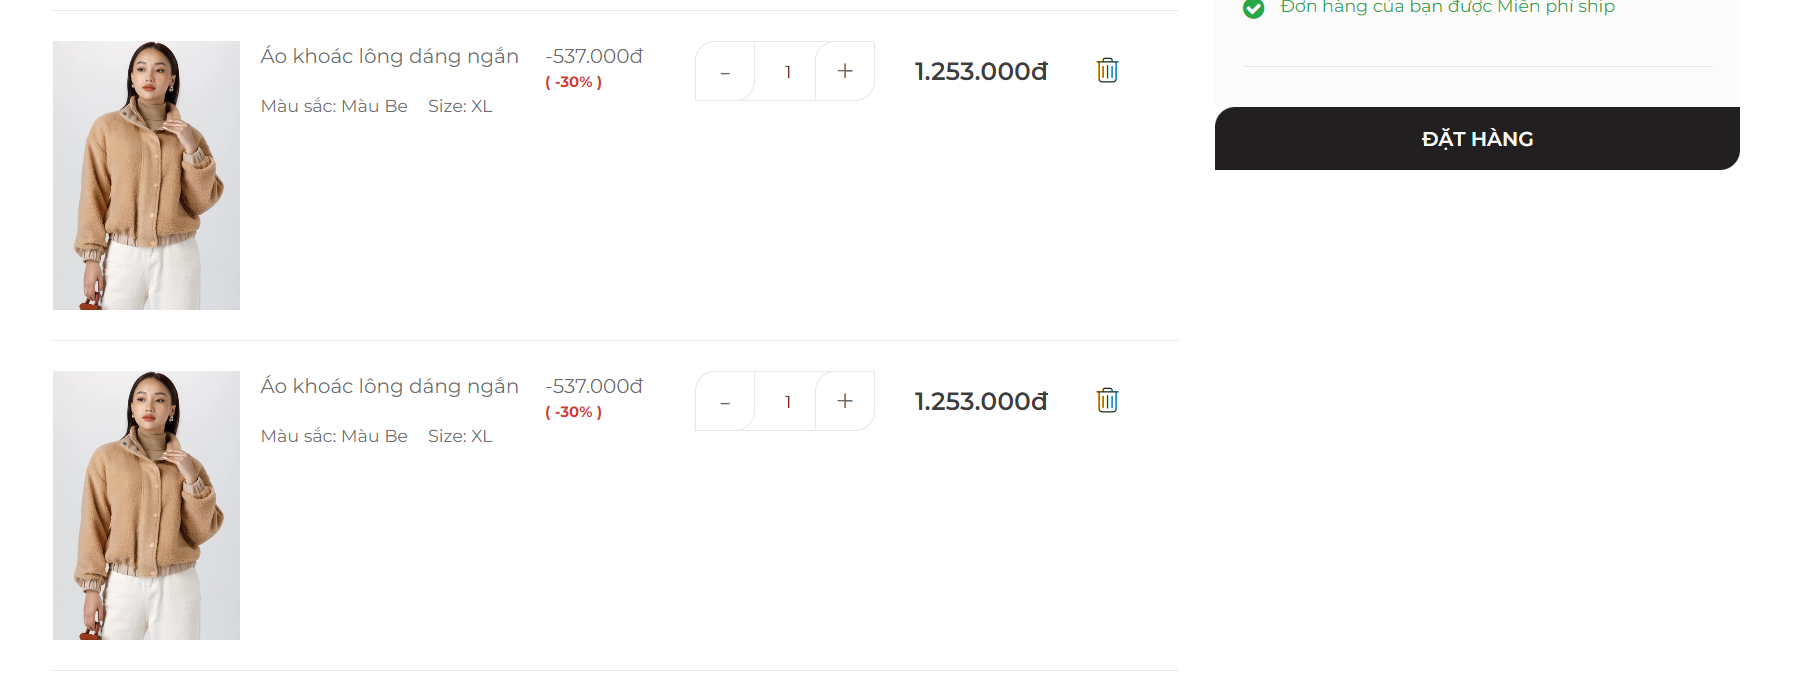 Đơn hàng của bạn được Miễn phí ship
Áo khoác lông dáng ngắn -537.000đ - 1 + 1.253.000đ
( -30% )
Màu sắc: Màu Be Size: XL
ĐẶT HÀNG
Áo khoác lông dáng ngắn -537.000đ - 1 + 1.253.000đ
( -30% )
Màu sắc: Màu Be Size: XL